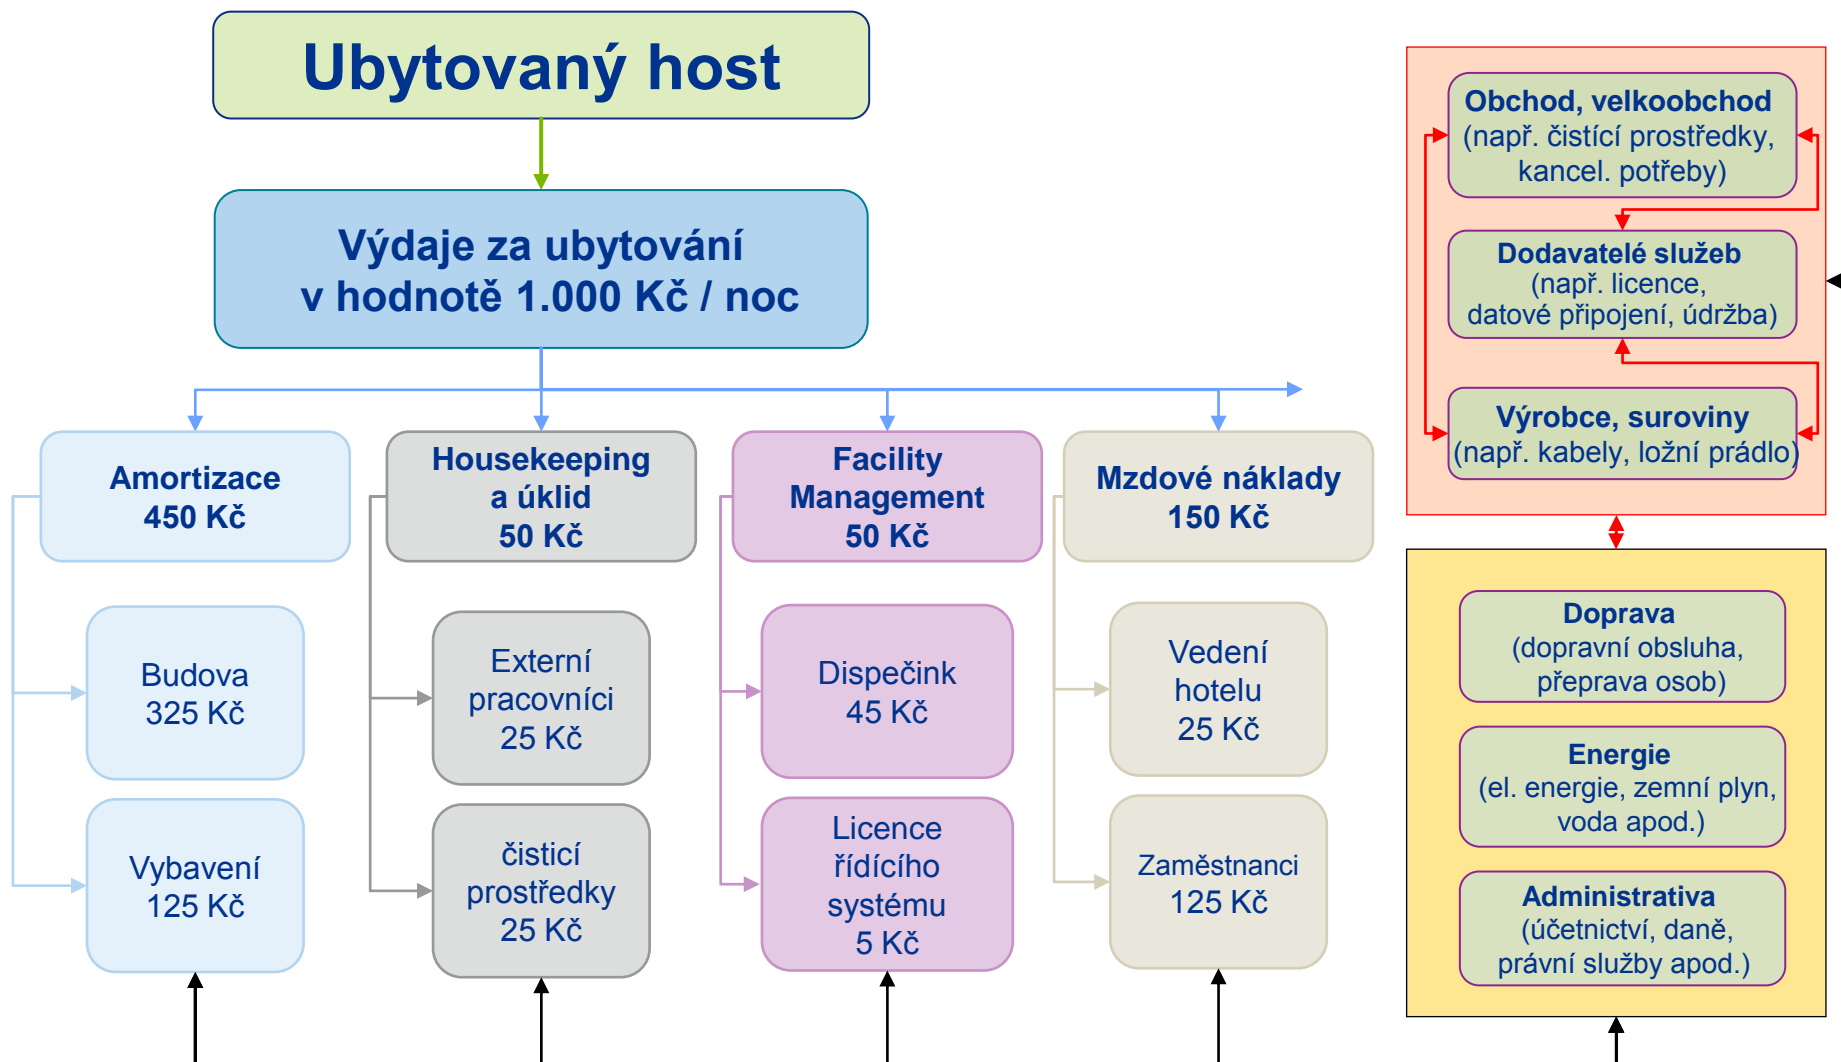 Ubytovaný host
Výdaje za ubytování
v hodnotě 1.000 Kč / noc
Amortizace
450 Kč
Budova
325 Kč
Vybavení
125 Kč
Housekeeping
a úklid
50 Kč
Externí
pracovníci
25 Kč
čisticí
prostředky
25 Kč
Facility
Management
50 Kč
Dispečink
45 Kč
Licence
řídícího
systému
5 Kč
Mzdové náklady
150 Kč
Vedení
hotelu
25 Kč
Zaměstnanci
125 Kč
Obchod, velkoobchod
(např. čistící prostředky,
kancel. potřeby)
Dodavatelé služeb
(např. licence,
datové připojení, údržba)
Výrobce, suroviny
(např. kabely, ložní prádlo)
Doprava
(dopravní obsluha,
přeprava osob)
Energie
(el. energie, zemní plyn,
voda apod.)
Administrativa
(účetnictví, daně,
právní služby apod.)